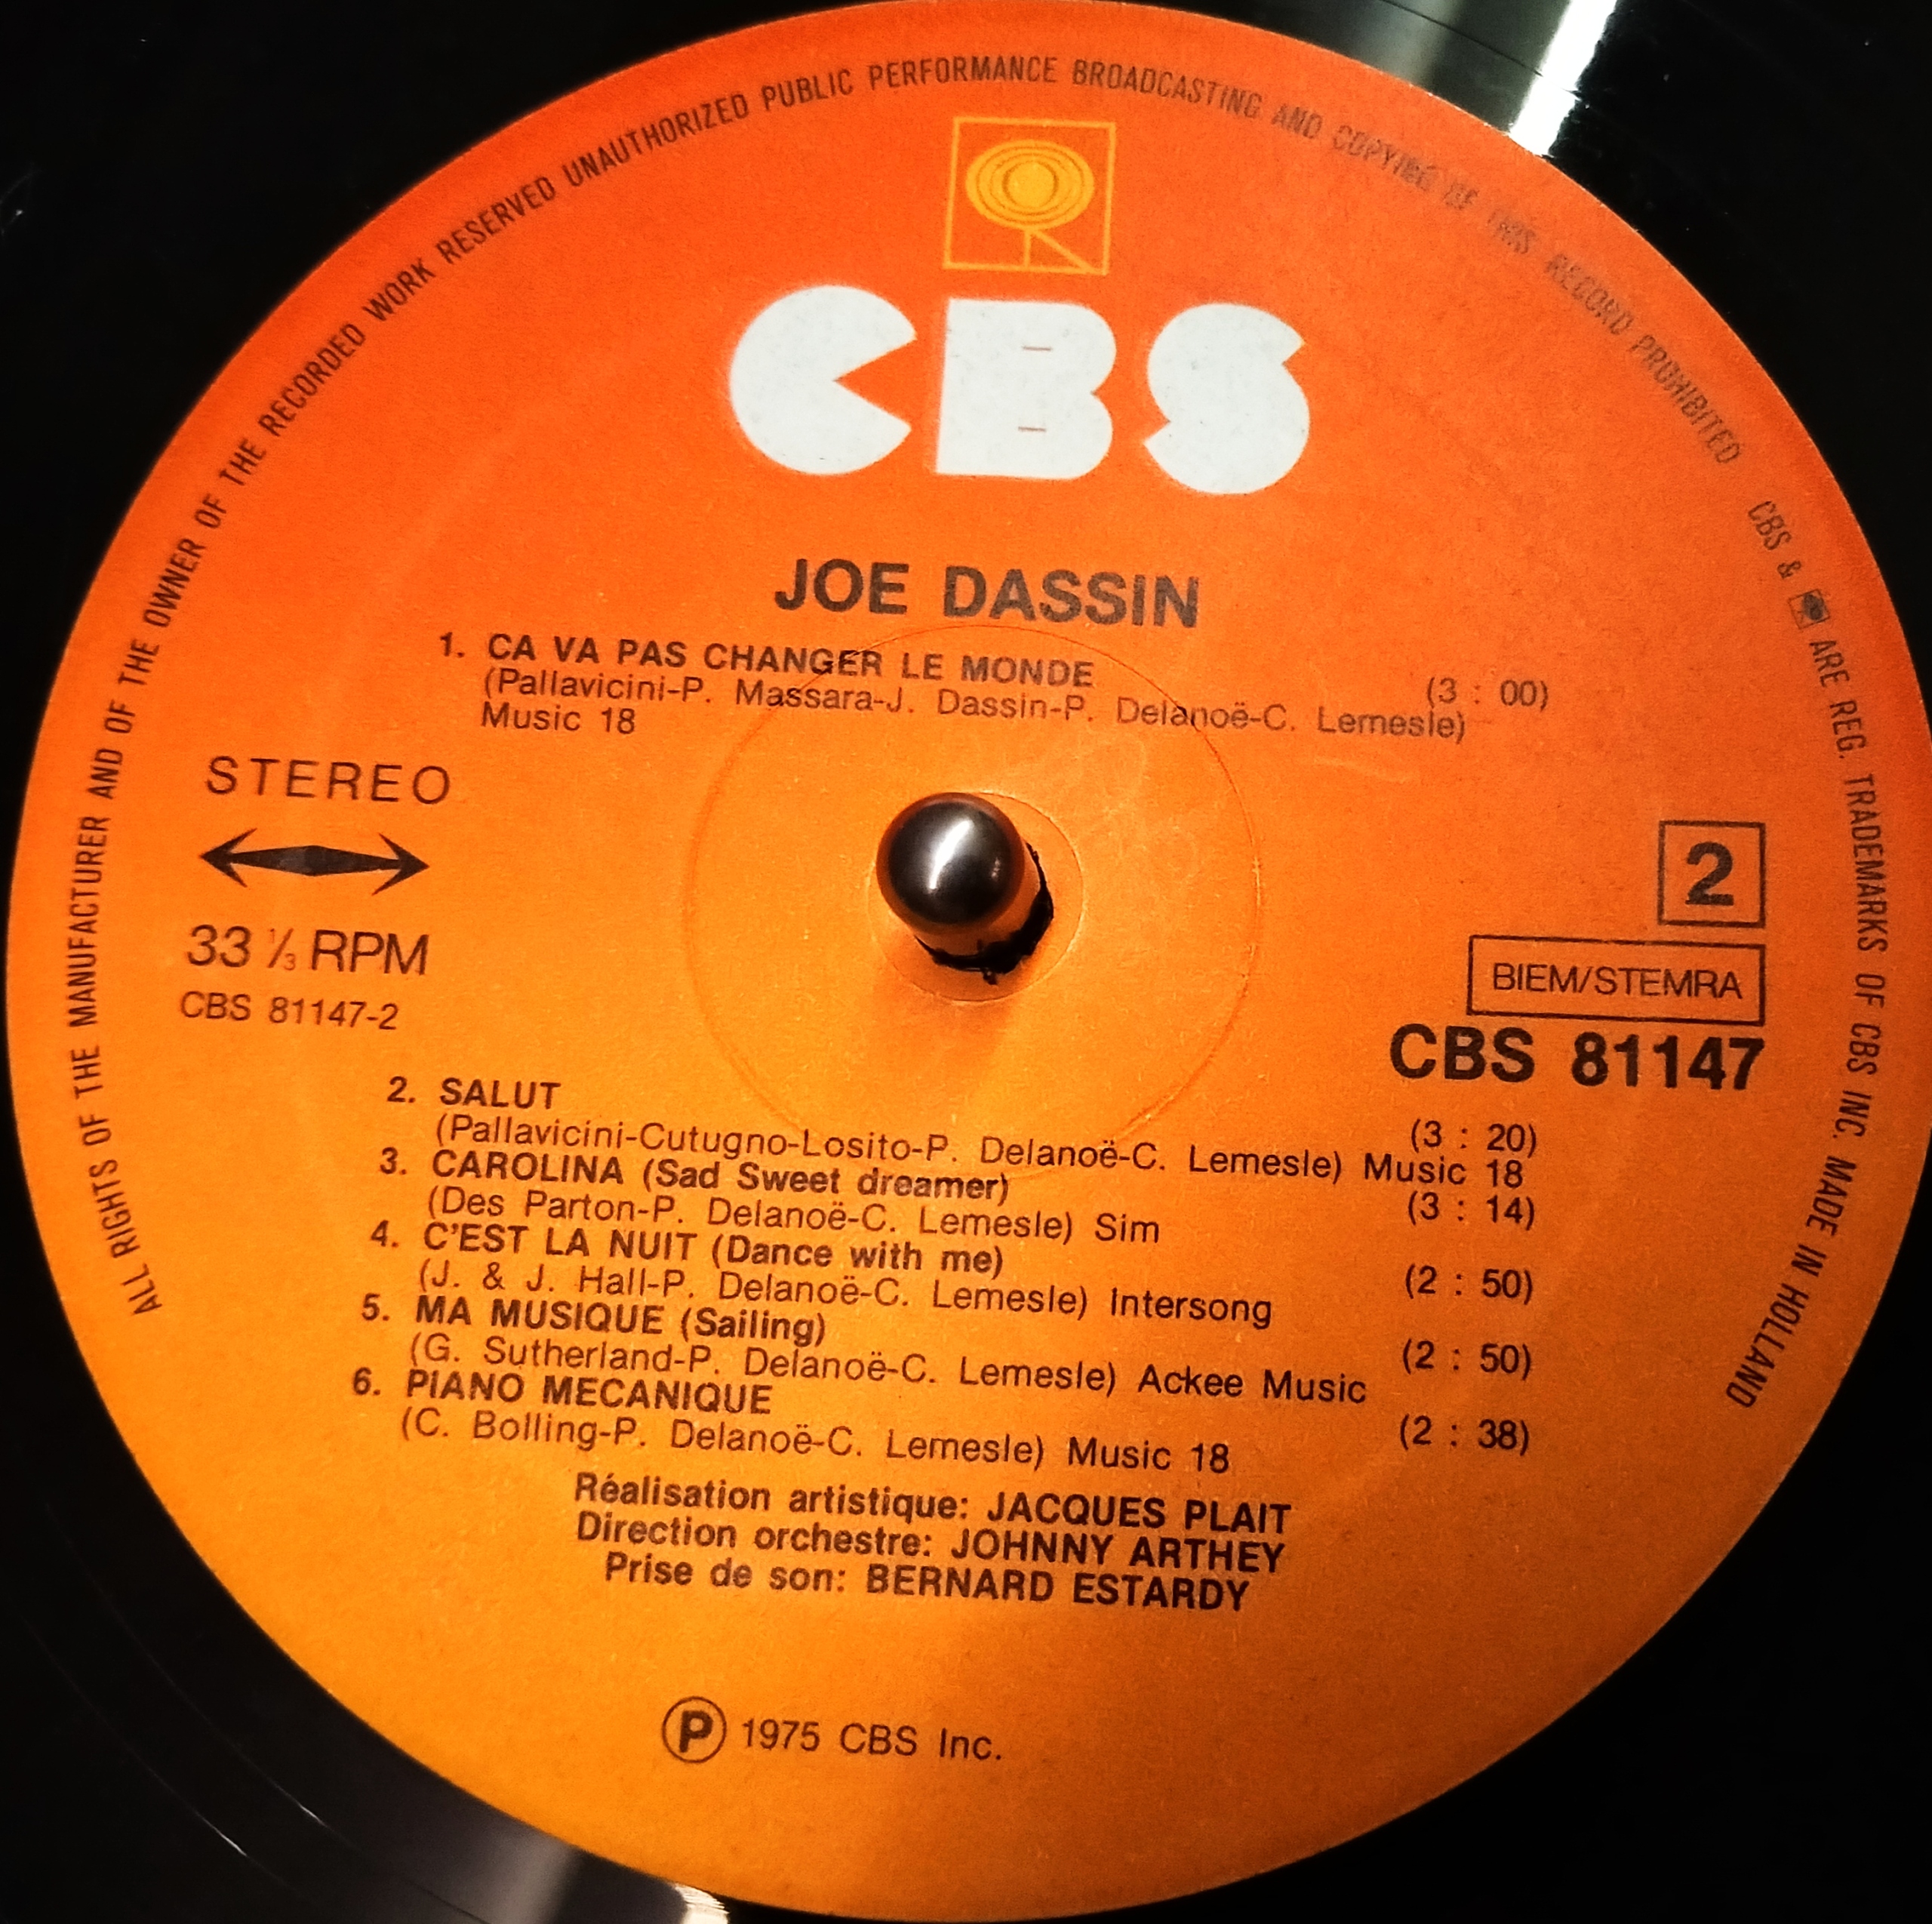 ALL RIGHTS OF THE MANUFACTURER AND OF THE OWNER OF THE RECORDED WORK RESERVED UNAUTHORIZED PUBLIC PERFORMANCE BROADCASTING AND COPYING OF THIS RECORD PROHIBITED CBS & ARE REG. TRADEMARKS OF CBS INC. MADE IN HOLLAND
CBS
JOE DASSIN
1. CA VA PAS CHANGER LE MONDE (3 : 00)
(Pallavicini-P. Massara-J. Dassin-P. Delanoë-C. Lemesle)
Music 18
STEREO
33 ⅓ RPM
CBS 81147-2
2
BIEM/STEMRA
CBS 81147
2. SALUT (3 : 20)
(Pallavicini-Cutugno-Losito-P. Delanoë-C. Lemesle) Music 18
3. CAROLINA (Sad Sweet dreamer) (3 : 14)
(Des Parton-P. Delanoë-C. Lemesle) Sim
4. C'EST LA NUIT (Dance with me) (2 : 50)
(J. & J. Hall-P. Delanoë-C. Lemesle) Intersong
5. MA MUSIQUE (Sailing) (2 : 50)
(G. Sutherland-P. Delanoë-C. Lemesle) Ackee Music
6. PIANO MECANIQUE (2 : 38)
(C. Bolling-P. Delanoë-C. Lemesle) Music 18
Réalisation artistique: JACQUES PLAIT
Direction orchestre: JOHNNY ARTHEY
Prise de son: BERNARD ESTARDY
Ⓟ 1975 CBS Inc.